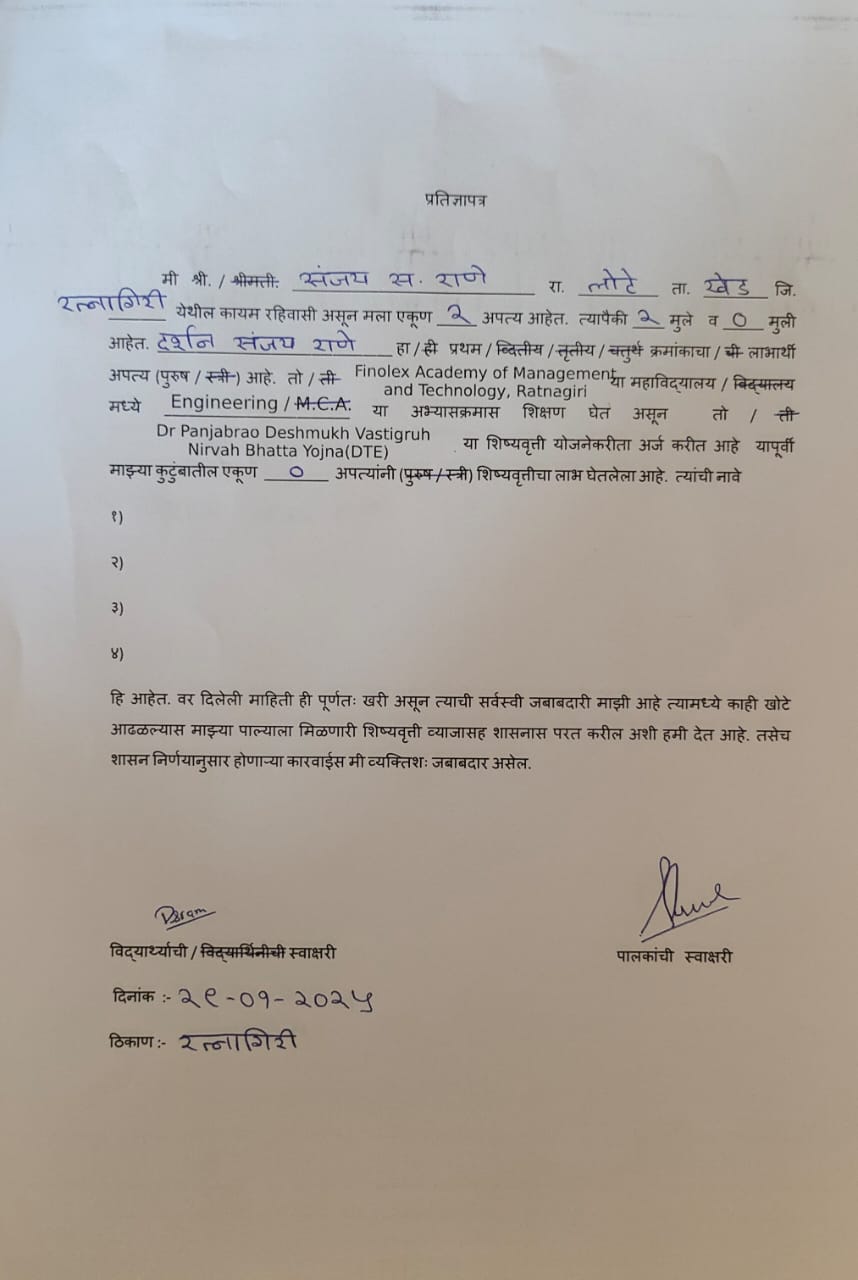 प्रतिज्ञापत्र
मी श्री. / श्रीमती. संजय स. राणे रा. लोटे ता. खेड जि.
रत्नागिरी येथील कायम रहिवासी असून मला एकूण २ अपत्य आहेत. त्यापैकी २ मुले व ० मुली
आहेत. दर्शन संजय राणे हा / ही प्रथम / व्दितीय / तृतीय / चतुर्थ क्रमांकाचा / ची लाभार्थी
अपत्य (पुरुष / स्त्री) आहे. तो / ती Finolex Academy of Management and Technology, Ratnagiri या महाविद्यालय / विद्यालय
मध्ये Engineering / M.C.A. या अभ्यासक्रमास शिक्षण घेत असून तो / ती
Dr Panjabrao Deshmukh Vastigruh Nirvah Bhatta Yojna(DTE) या शिष्यवृत्ती योजनेकरीता अर्ज करीत आहे यापूर्वी
माझ्या कुटुंबातील एकूण ० अपत्यांनी (पुरुष / स्त्री) शिष्यवृत्तीचा लाभ घेतलेला आहे. त्यांची नावे
१)
२)
३)
४)
हि आहेत. वर दिलेली माहिती ही पूर्णतः खरी असून त्याची सर्वस्वी जबाबदारी माझी आहे त्यामध्ये काही खोटे
आढळल्यास माझ्या पाल्याला मिळणारी शिष्यवृत्ती व्याजासह शासनास परत करील अशी हमी देत आहे. तसेच
शासन निर्णयानुसार होणाऱ्या कारवाईस मी व्यक्तिशः जबाबदार असेल.
विद्यार्थ्याची / विद्यार्थिनीची स्वाक्षरी
पालकांची स्वाक्षरी
दिनांक :- २९-०१-२०२५
ठिकाण :- रत्नागिरी